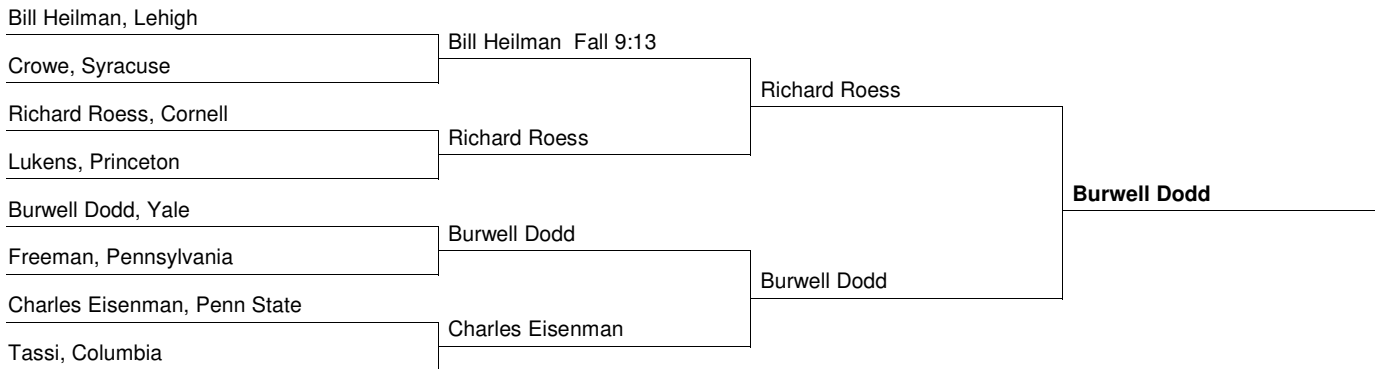 Bill Heilman, Lehigh
Bill Heilman  Fall 9:13
Crowe, Syracuse
Richard Roess
Richard Roess, Cornell
Richard Roess
Lukens, Princeton
Burwell Dodd
Burwell Dodd, Yale
Burwell Dodd
Freeman, Pennsylvania
Burwell Dodd
Charles Eisenman, Penn State
Charles Eisenman
Tassi, Columbia